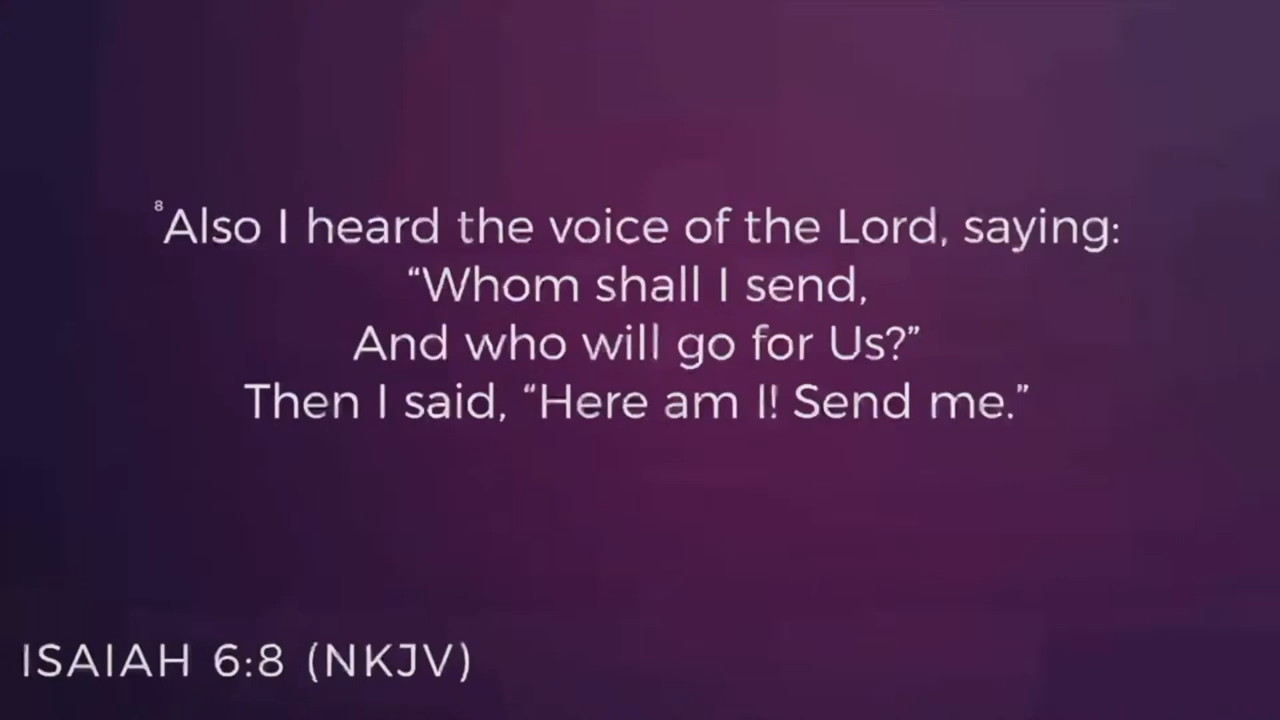 ⁸Also I heard the voice of the Lord, saying:
“Whom shall I send,
And who will go for Us?”
Then I said, “Here am I! Send me.”
ISAIAH 6:8 (NKJV)